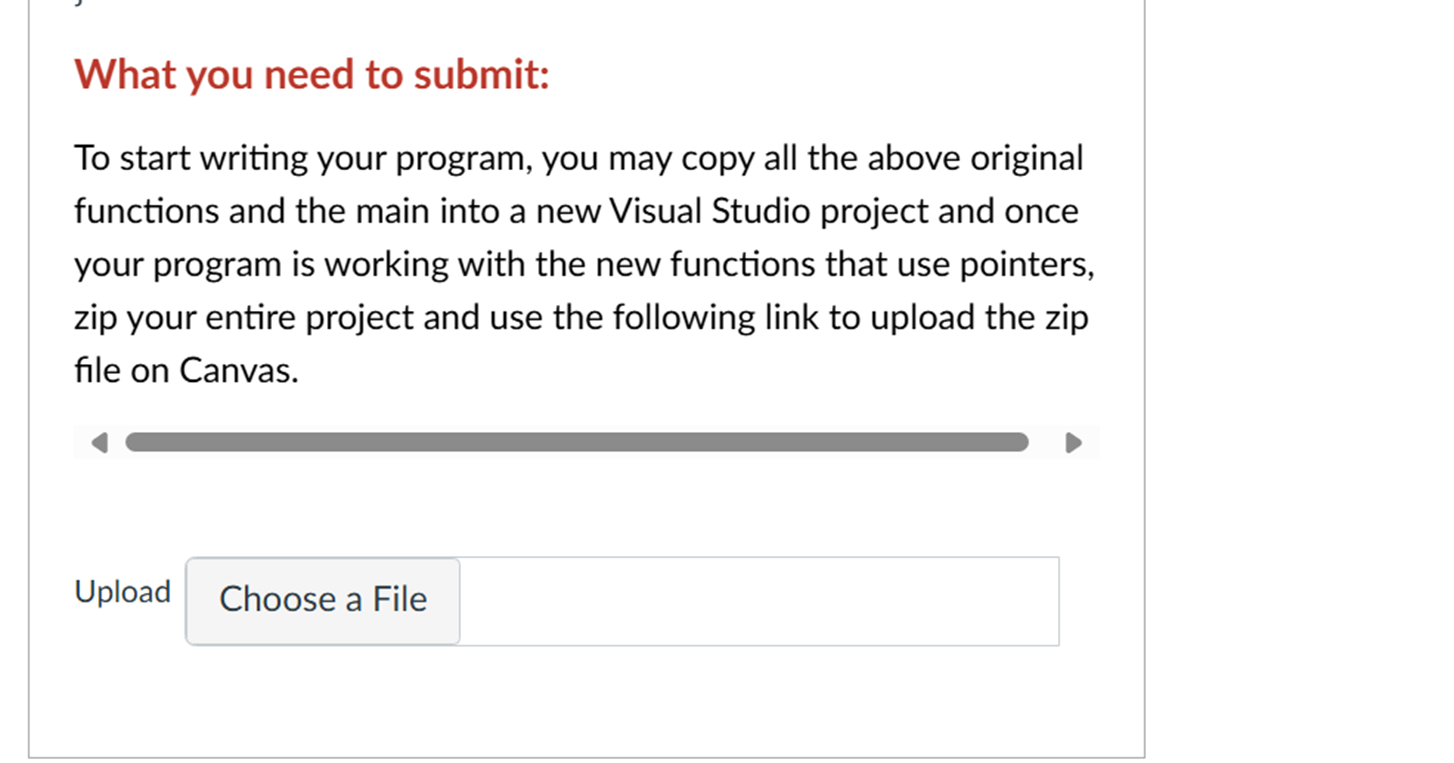 What you need to submit:
To start writing your program, you may copy all the above original
functions and the main into a new Visual Studio project and once
your program is working with the new functions that use pointers,
zip your entire project and use the following link to upload the zip
file on Canvas.
Upload Choose a File